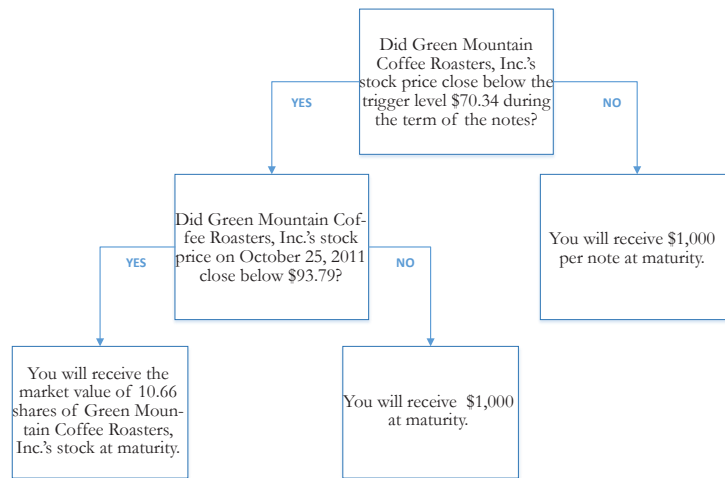 Did Green Mountain
Coffee Roasters, Inc.'s
stock price close below the
trigger level $70.34 during
the term of the notes?
YES
NO
Did Green Mountain Cof-
fee Roasters, Inc.'s stock
price on October 25, 2011
close below $93.79?
You will receive $1,000
per note at maturity.
YES
NO
You will receive the
market value of 10.66
shares of Green Moun-
tain Coffee Roasters,
Inc.'s stock at maturity.
You will receive $1,000
at maturity.